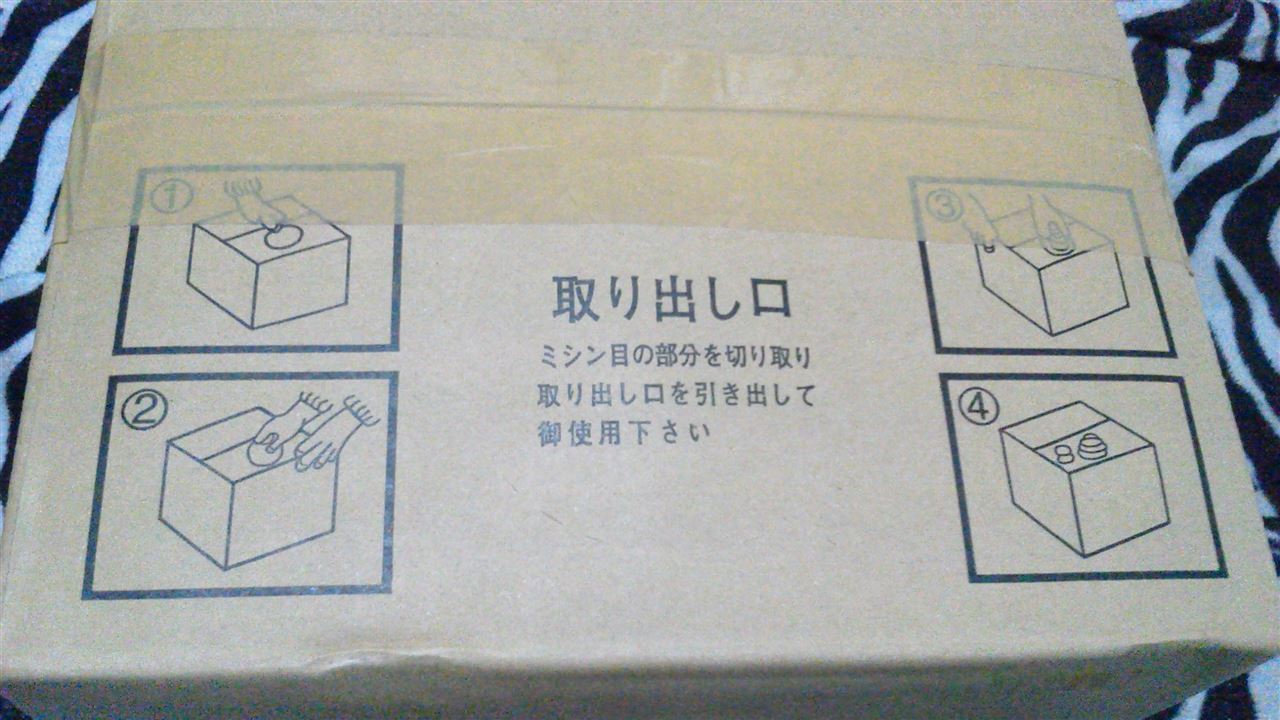 ①
②
取り出し口
ミシン目の部分を切り取り
取り出し口を引き出して
御使用下さい
③
④